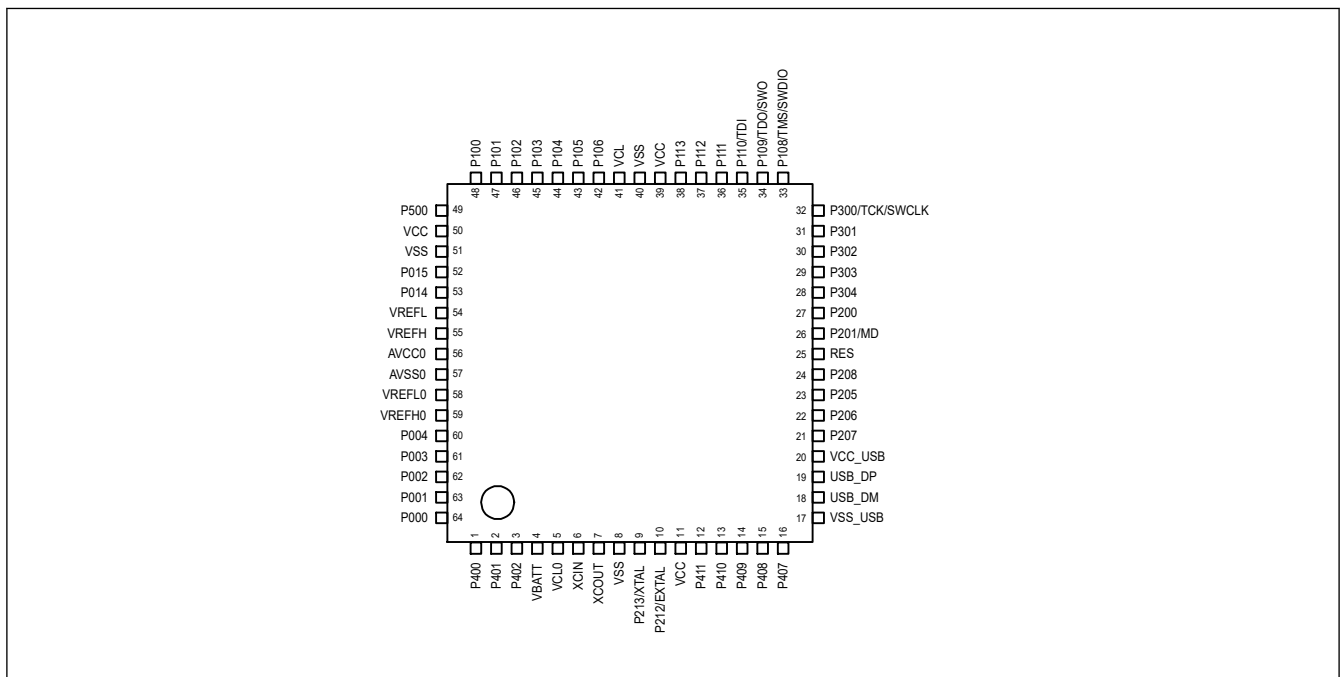 P100
P101
P102
P103
P104
P105
P106
VCL
VSS
VCC
P113
P112
P111
P110/TDI
P109/TDO/SWO
P108/TMS/SWDIO
48
47
46
45
44
43
42
41
40
39
38
37
36
35
34
33
P500 49
VCC 50
VSS 51
P015 52
P014 53
VREFL 54
VREFH 55
AVCC0 56
AVSS0 57
VREFL0 58
VREFH0 59
P004 60
P003 61
P002 62
P001 63
P000 64
32 P300/TCK/SWCLK
31 P301
30 P302
29 P303
28 P304
27 P200
26 P201/MD
25 RES
24 P208
23 P205
22 P206
21 P207
20 VCC_USB
19 USB_DP
18 USB_DM
17 VSS_USB
1
2
3
4
5
6
7
8
9
10
11
12
13
14
15
16
P400
P401
P402
VBATT
VCL0
XCIN
XCOUT
VSS
P213/XTAL
P212/EXTAL
VCC
P411
P410
P409
P408
P407